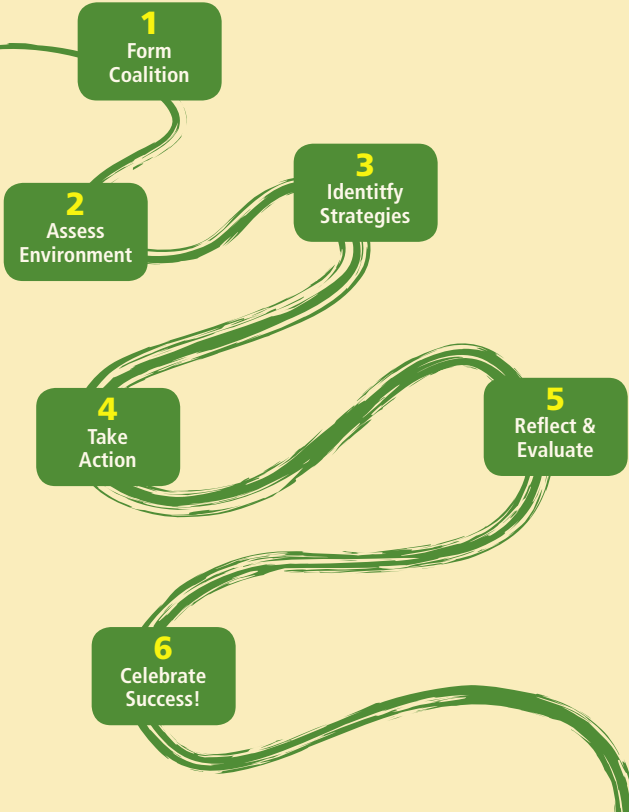 1
Form
Coalition
2
Assess
Environment
3
Identitfy
Strategies
4
Take
Action
5
Reflect &
Evaluate
6
Celebrate
Success!